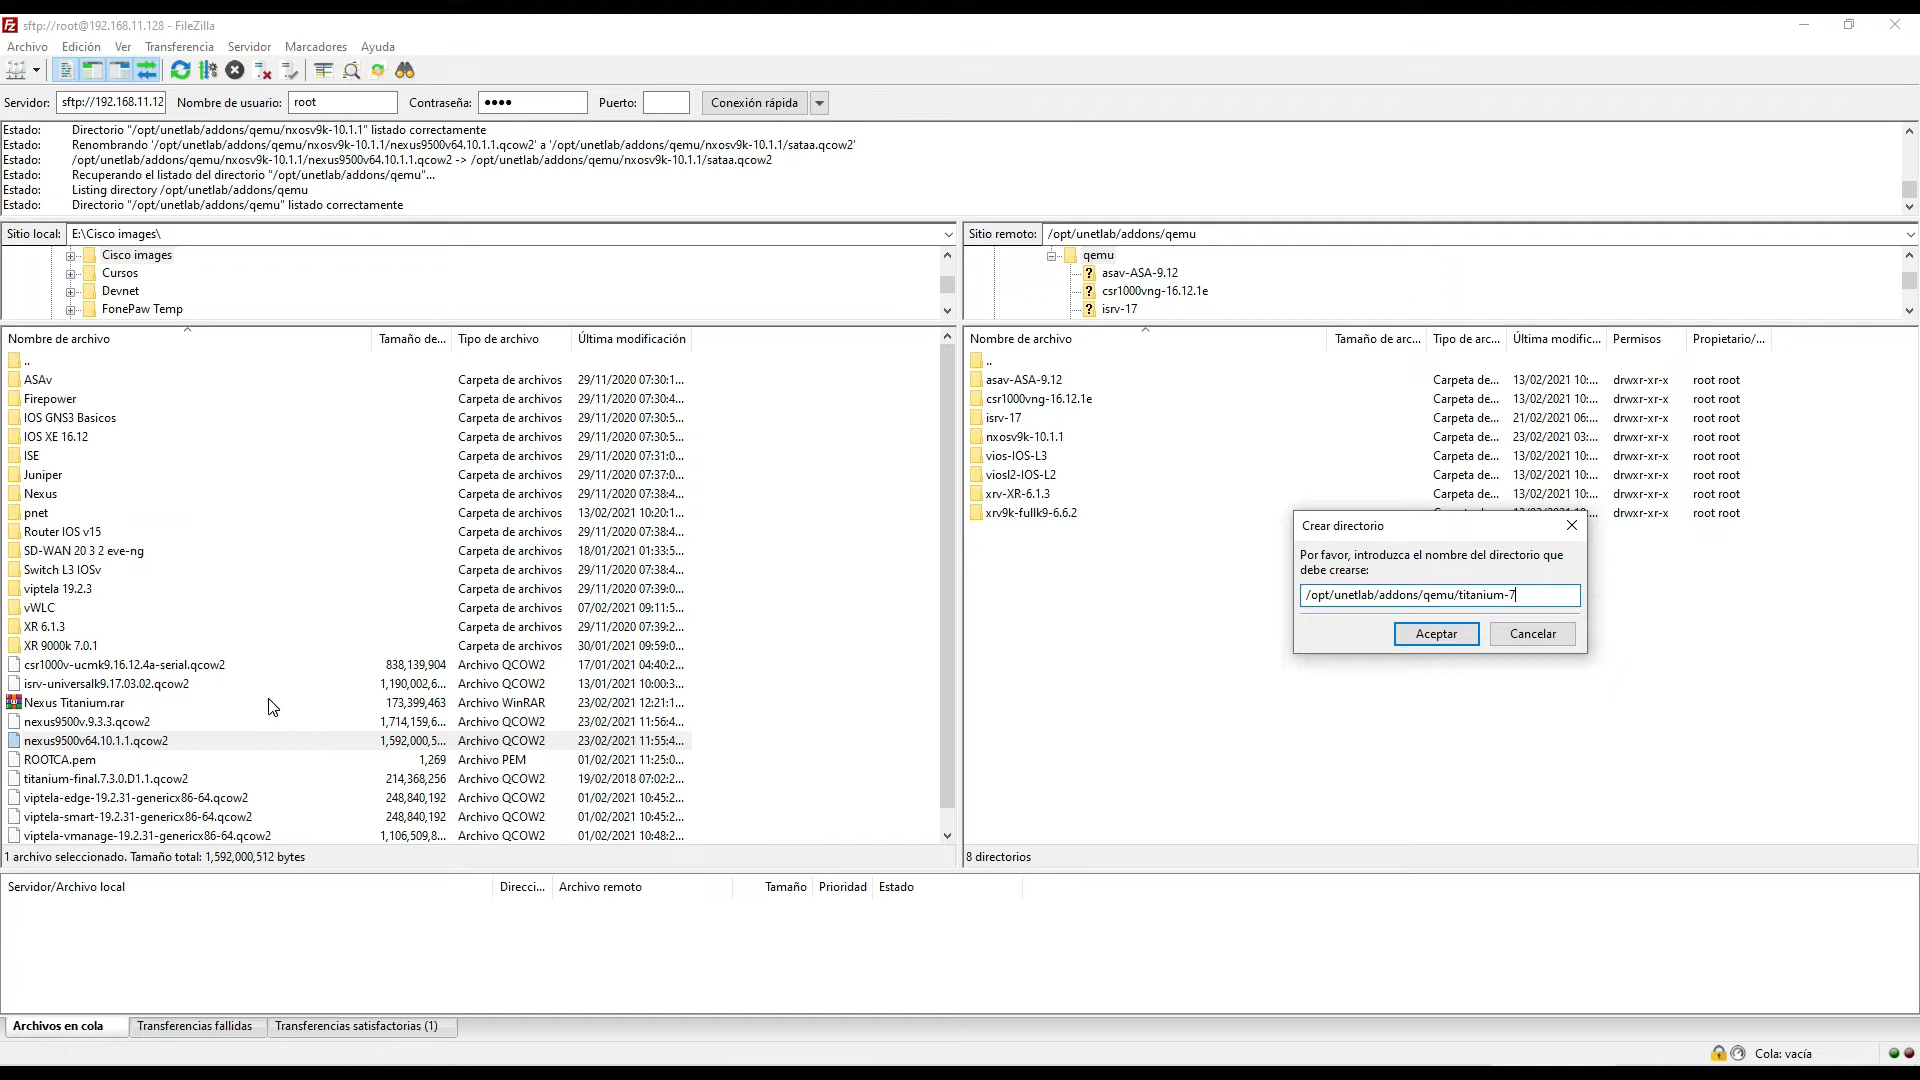 sftp://root@192.168.11.128 - FileZilla
Archivo Edición Ver Transferencia Servidor Marcadores Ayuda
Servidor: sftp://192.168.11.12 Nombre de usuario: root Contraseña: •••• Puerto: Conexión rápida
Estado: Directorio "/opt/unetlab/addons/qemu/nxosv9k-10.1.1" listado correctamente
Estado: Renombrando '/opt/unetlab/addons/qemu/nxosv9k-10.1.1/nexus9500v64.10.1.1.qcow2' a '/opt/unetlab/addons/qemu/nxosv9k-10.1.1/sataa.qcow2'
Estado: /opt/unetlab/addons/qemu/nxosv9k-10.1.1/nexus9500v64.10.1.1.qcow2 -> /opt/unetlab/addons/qemu/nxosv9k-10.1.1/sataa.qcow2
Estado: Recuperando el listado del directorio "/opt/unetlab/addons/qemu"...
Estado: Listing directory /opt/unetlab/addons/qemu
Estado: Directorio "/opt/unetlab/addons/qemu" listado correctamente
Sitio local: E:\Cisco images\
Cisco images
Cursos
Devnet
FonePaw Temp
Nombre de archivo Tamaño de... Tipo de archivo Última modificación
..
ASAv Carpeta de archivos 29/11/2020 07:30:1...
Firepower Carpeta de archivos 29/11/2020 07:30:4...
IOS GNS3 Basicos Carpeta de archivos 29/11/2020 07:30:5...
IOS XE 16.12 Carpeta de archivos 29/11/2020 07:30:5...
ISE Carpeta de archivos 29/11/2020 07:31:0...
Juniper Carpeta de archivos 29/11/2020 07:37:0...
Nexus Carpeta de archivos 29/11/2020 07:38:4...
pnet Carpeta de archivos 13/02/2021 10:20:1...
Router IOS v15 Carpeta de archivos 29/11/2020 07:38:4...
SD-WAN 20 3 2 eve-ng Carpeta de archivos 18/01/2021 01:33:5...
Switch L3 IOSv Carpeta de archivos 29/11/2020 07:38:4...
viptela 19.2.3 Carpeta de archivos 29/11/2020 07:39:0...
vWLC Carpeta de archivos 07/02/2021 09:11:5...
XR 6.1.3 Carpeta de archivos 29/11/2020 07:39:2...
XR 9000k 7.0.1 Carpeta de archivos 30/01/2021 09:59:0...
csr1000v-ucmk9.16.12.4a-serial.qcow2 838,139,904 Archivo QCOW2 17/01/2021 04:40:2...
isrv-universalk9.17.03.02.qcow2 1,190,002,6... Archivo QCOW2 13/01/2021 10:00:3...
Nexus Titanium.rar 173,399,463 Archivo WinRAR 23/02/2021 12:21:1...
nexus9500v.9.3.3.qcow2 1,714,159,6... Archivo QCOW2 23/02/2021 11:56:4...
nexus9500v64.10.1.1.qcow2 1,592,000,5... Archivo QCOW2 23/02/2021 11:55:4...
ROOTCA.pem 1,269 Archivo PEM 01/02/2021 11:25:0...
titanium-final.7.3.0.D1.1.qcow2 214,368,256 Archivo QCOW2 19/02/2018 07:02:2...
viptela-edge-19.2.31-genericx86-64.qcow2 248,840,192 Archivo QCOW2 01/02/2021 10:45:2...
viptela-smart-19.2.31-genericx86-64.qcow2 248,840,192 Archivo QCOW2 01/02/2021 10:45:2...
viptela-vmanage-19.2.31-genericx86-64.qcow2 1,106,509,8... Archivo QCOW2 01/02/2021 10:48:2...
1 archivo seleccionado. Tamaño total: 1,592,000,512 bytes
Sitio remoto: /opt/unetlab/addons/qemu
qemu
asav-ASA-9.12
csr1000vng-16.12.1e
isrv-17
Nombre de archivo Tamaño de arc... Tipo de arc... Última modific... Permisos Propietario/...
..
asav-ASA-9.12 Carpeta de... 13/02/2021 10:... drwxr-xr-x root root
csr1000vng-16.12.1e Carpeta de... 13/02/2021 10:... drwxr-xr-x root root
isrv-17 Carpeta de... 21/02/2021 06:... drwxr-xr-x root root
nxosv9k-10.1.1 Carpeta de... 23/02/2021 03:... drwxr-xr-x root root
vios-IOS-L3 Carpeta de... 13/02/2021 10:... drwxr-xr-x root root
viosl2-IOS-L2 Carpeta de... 13/02/2021 10:... drwxr-xr-x root root
xrv-XR-6.1.3 Carpeta de... 13/02/2021 10:... drwxr-xr-x root root
xrv9k-fullk9-6.6.2 drwxr-xr-x root root
Crear directorio
Por favor, introduzca el nombre del directorio que
debe crearse:
/opt/unetlab/addons/qemu/titanium-7
Aceptar Cancelar
8 directorios
Servidor/Archivo local Direcci... Archivo remoto Tamaño Prioridad Estado
Archivos en cola Transferencias fallidas Transferencias satisfactorias (1)
Cola: vacía